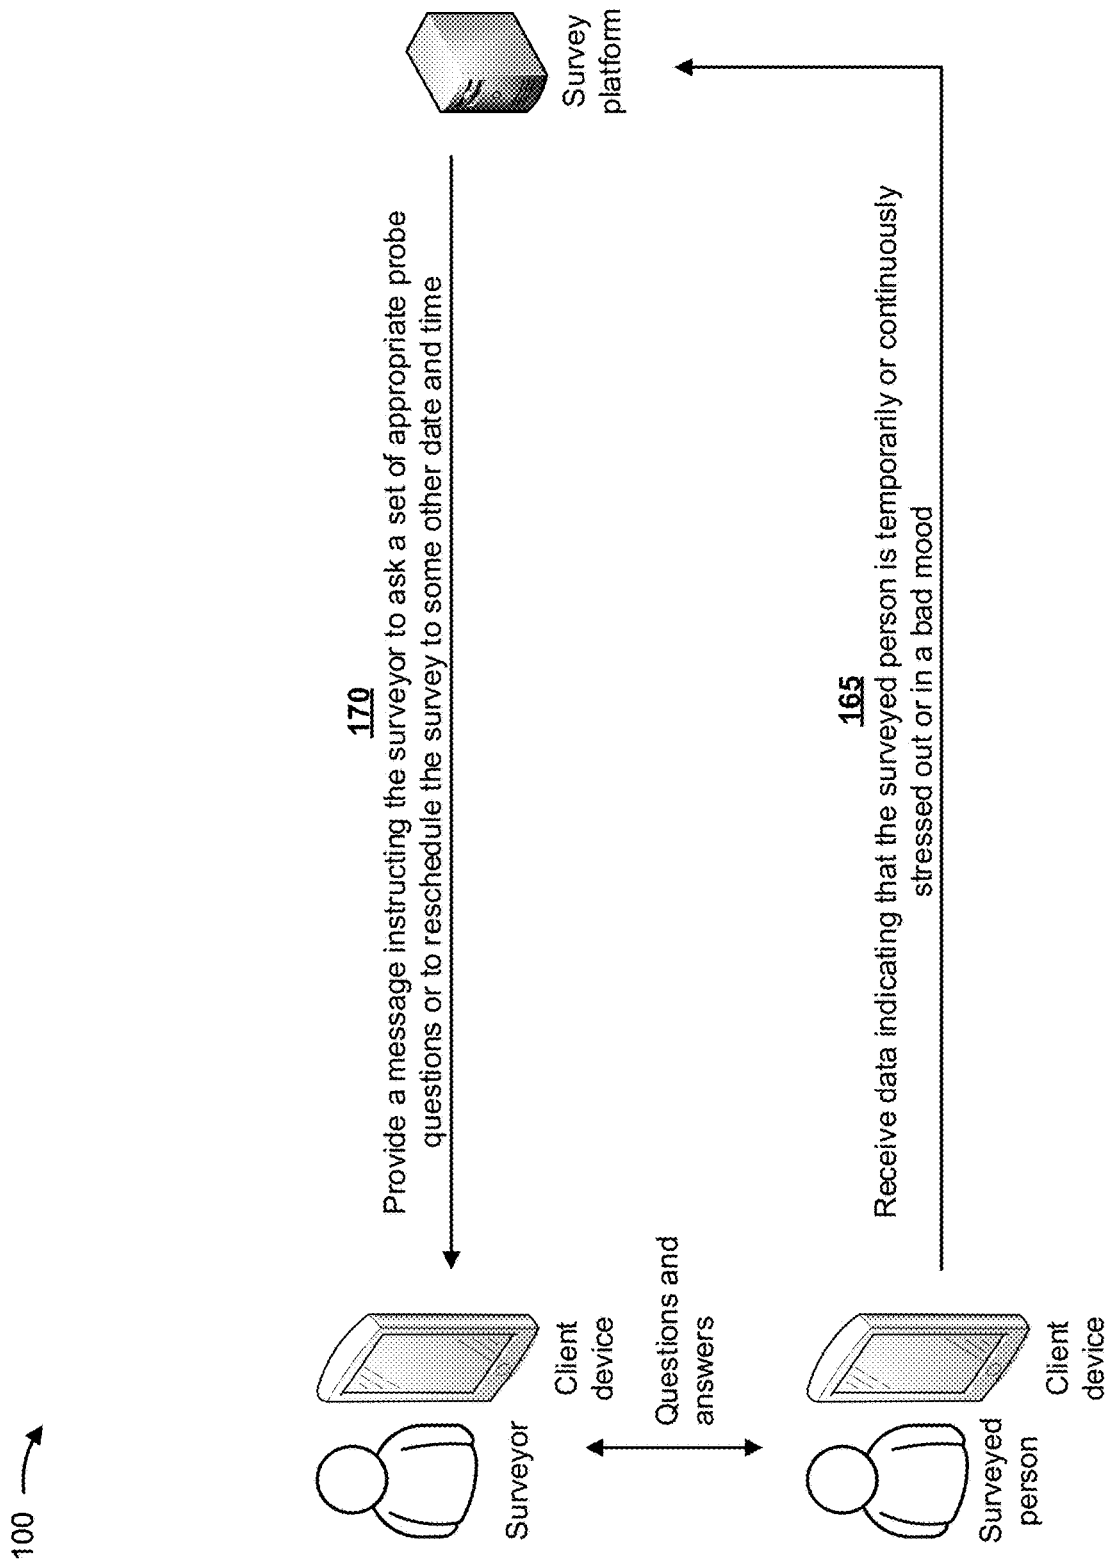 100
170
Provide a message instructing the surveyor to ask a set of appropriate probe
questions or to reschedule the survey to some other date and time
Survey
platform
Client
device
Surveyor
Questions and
answers
165
Receive data indicating that the surveyed person is temporarily or continuously
stressed out or in a bad mood
Client
device
Surveyed
person